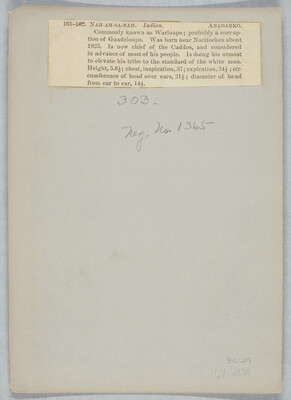 161-162. NAH-AH-SA-NAH. Indian. ANADARKO.
Commonly known as Warloupe; probably a corrup-
tion of Guadeloupe. Was born near Nacitoches about
1825. Is now chief of the Caddos, and considered
in advance of most of his people. Is doing his utmost
to elevate his tribe to the standard of the white man.
Height, 5.6½; chest, inspiration, 37; expiration, 34½; cir-
cumference of head over ears, 21½; diameter of head
from ear to ear, 14½.
303-
Neg. No 1365